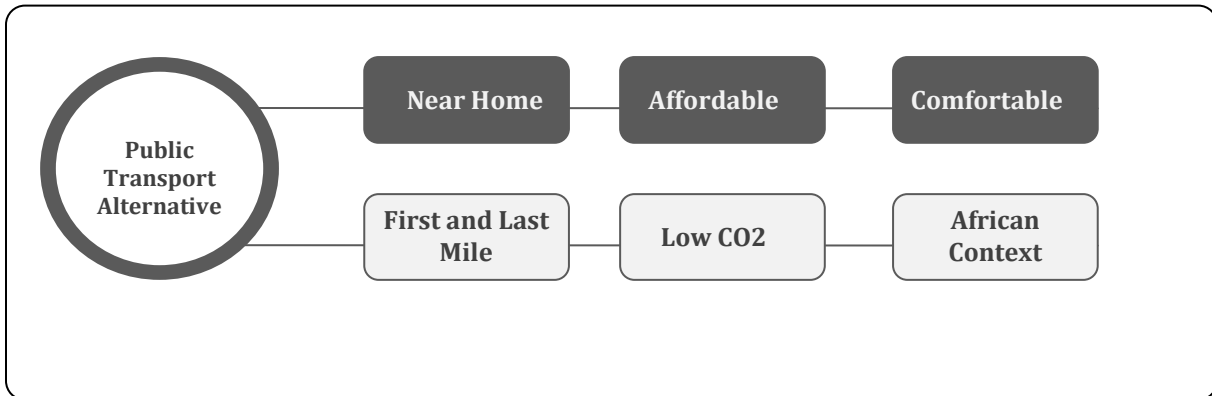 Public
Transport
Alternative
Near Home
Affordable
Comfortable
First and Last
Mile
Low CO2
African
Context